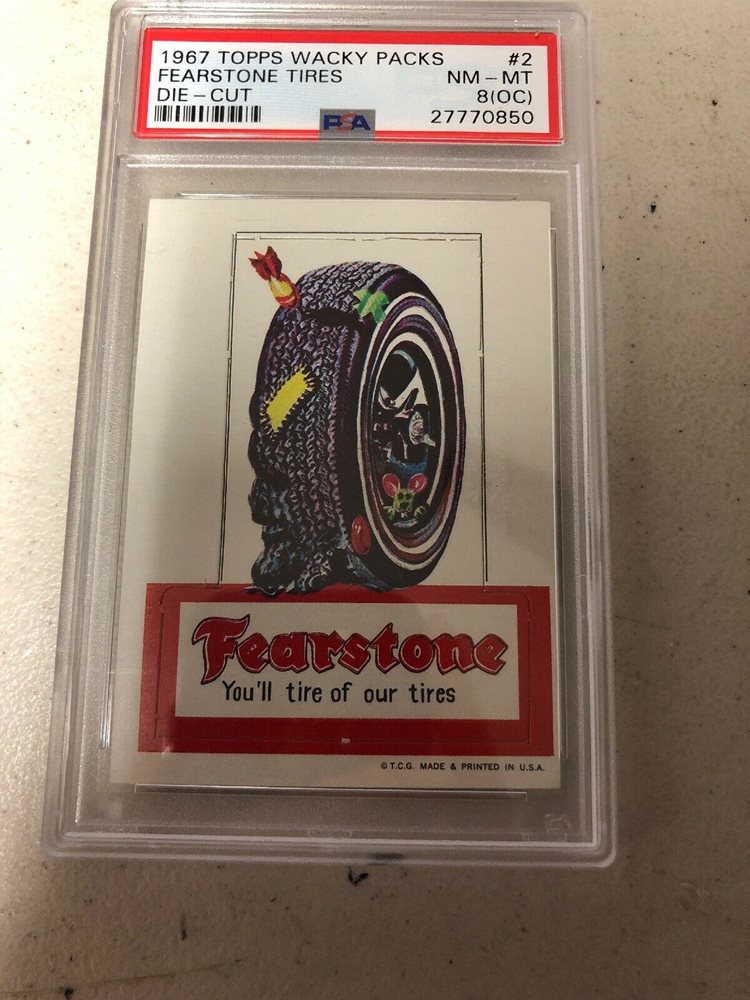 1967 TOPPS WACKY PACKS #2
FEARSTONE TIRES NM-MT
DIE-CUT 8(OC)
PSA 27770850
Fearstone
You'll tire of our tires
© T.C.G. MADE & PRINTED IN U.S.A.